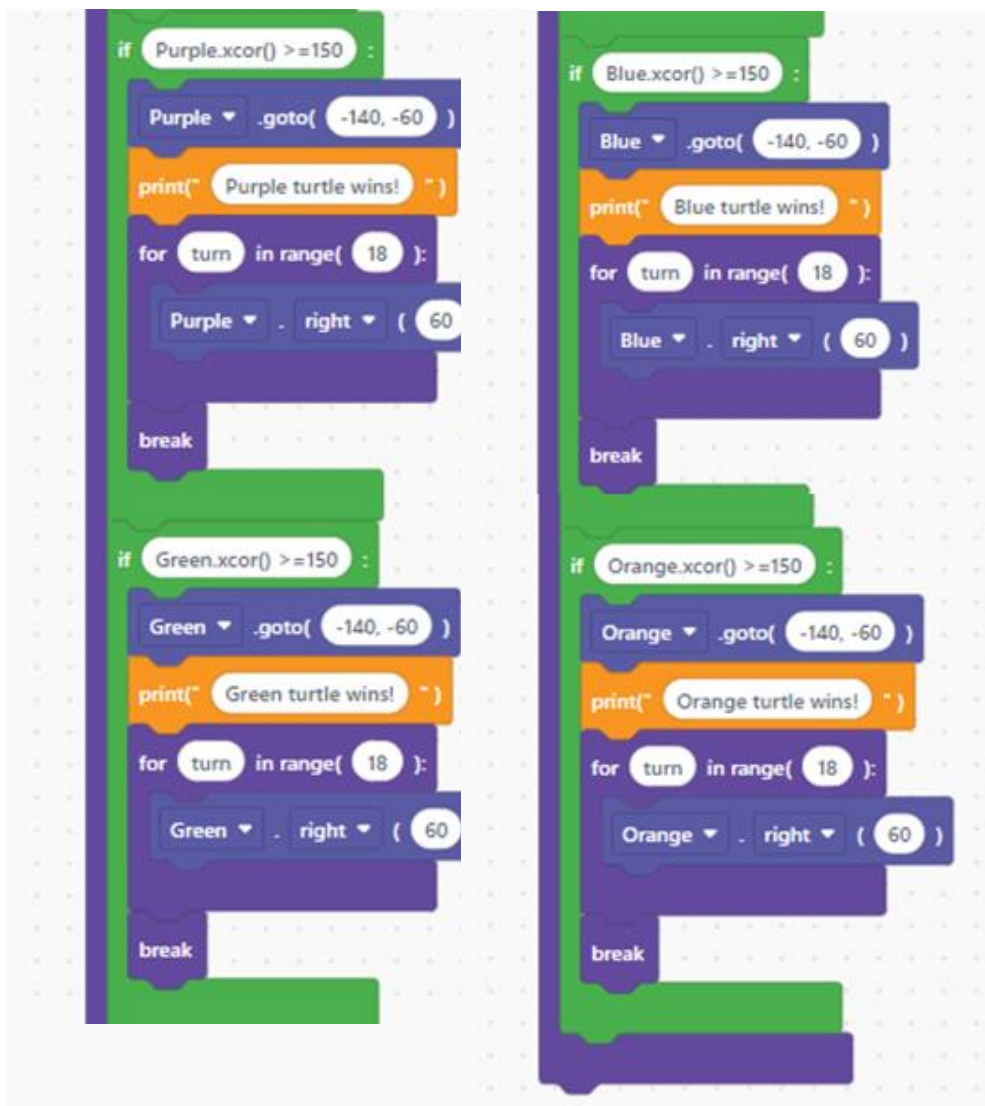 if Purple.xcor() >=150 :
Purple .goto( -140, -60 )
print(" Purple turtle wins! ")
for turn in range( 18 ):
Purple . right ( 60
break
if Green.xcor() >=150 :
Green .goto( -140, -60 )
print(" Green turtle wins! ")
for turn in range( 18 ):
Green . right ( 60
break
if Blue.xcor() >=150 :
Blue .goto( -140, -60 )
print(" Blue turtle wins! ")
for turn in range( 18 ):
Blue . right ( 60 )
break
if Orange.xcor() >=150 :
Orange .goto( -140, -60 )
print(" Orange turtle wins! ")
for turn in range( 18 ):
Orange . right ( 60 )
break